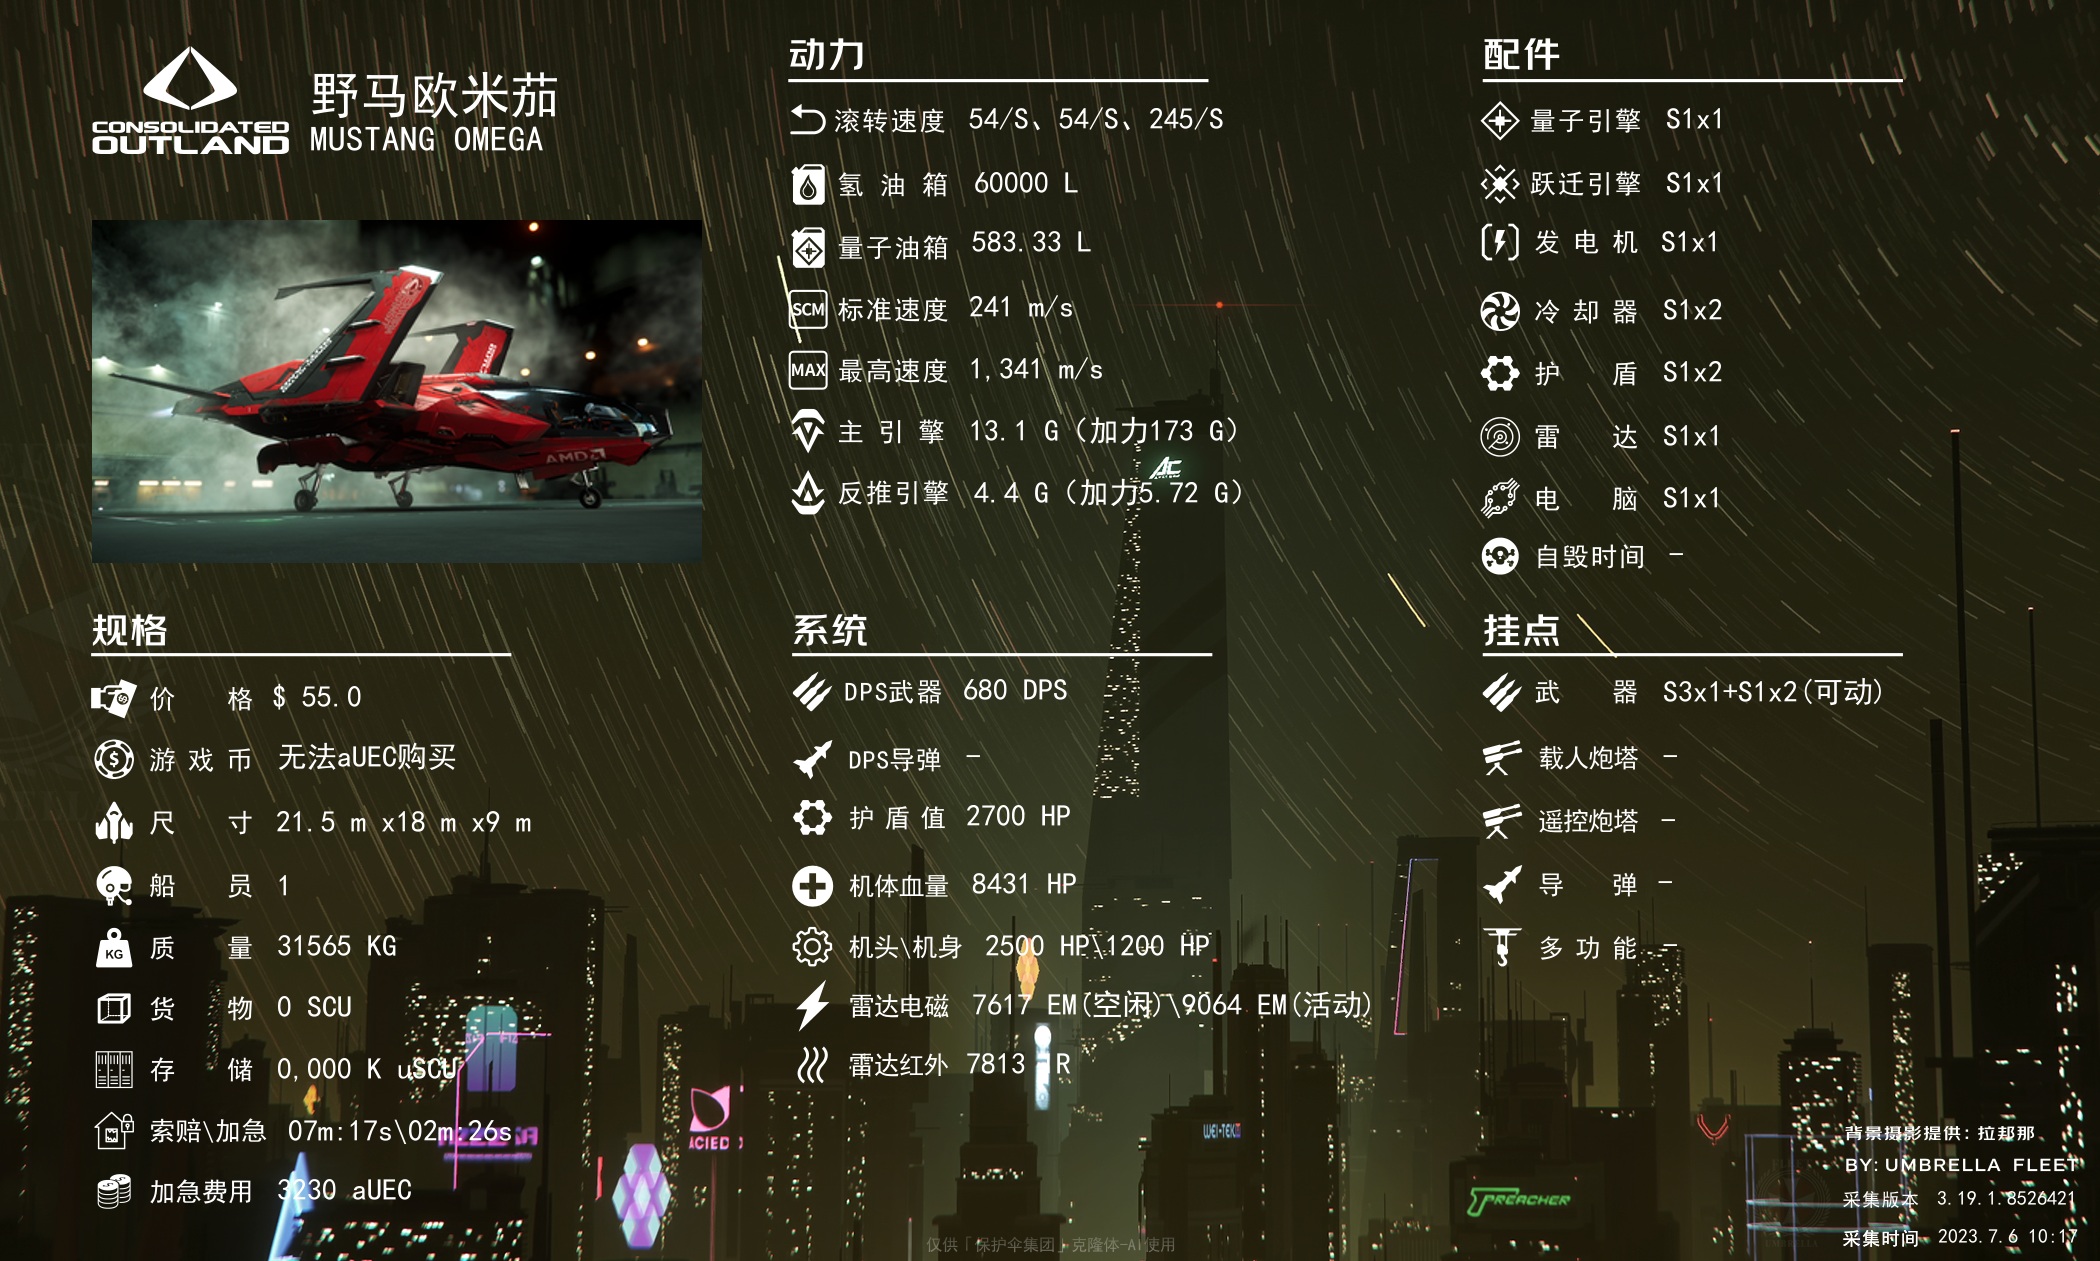 CONSOLIDATED
OUTLAND
野马欧米茄
MUSTANG OMEGA
AMD
规格
价格 $ 55.0
游戏币 无法aUEC购买
尺寸 21.5 m x18 m x9 m
船员 1
KG
质量 31565 KG
货物 0 SCU
存储 0,000 K uSCU
索赔\加急 07m:17s\02m:26s
加急费用 3230 aUEC
动力
滚转速度 54/S、54/S、245/S
氢油箱 60000 L
量子油箱 583.33 L
SCM 标准速度 241 m/s
MAX 最高速度 1,341 m/s
主引擎 13.1 G（加力173 G）
反推引擎 4.4 G（加力5.72 G）
系统
DPS武器 680 DPS
DPS导弹 —
护盾值 2700 HP
机体血量 8431 HP
机头\机身 2500 HP\1200 HP
雷达电磁 7617 EM(空闲)\9064 EM(活动)
雷达红外 7813 IR
配件
量子引擎 S1x1
跃迁引擎 S1x1
发电机 S1x1
冷却器 S1x2
护盾 S1x2
雷达 S1x1
电脑 S1x1
自毁时间 —
挂点
武器 S3x1+S1x2(可动)
载人炮塔 —
遥控炮塔 —
导弹 —
多功能 —
AC
ACIED
WEI-TEK
TPREACHER
背景摄影提供：拉邦那
BY: UMBRELLA FLEET
采集版本 3.19.1.8526421
采集时间 2023.7.6 10:17
仅供「保护伞集团」克隆体-AI使用